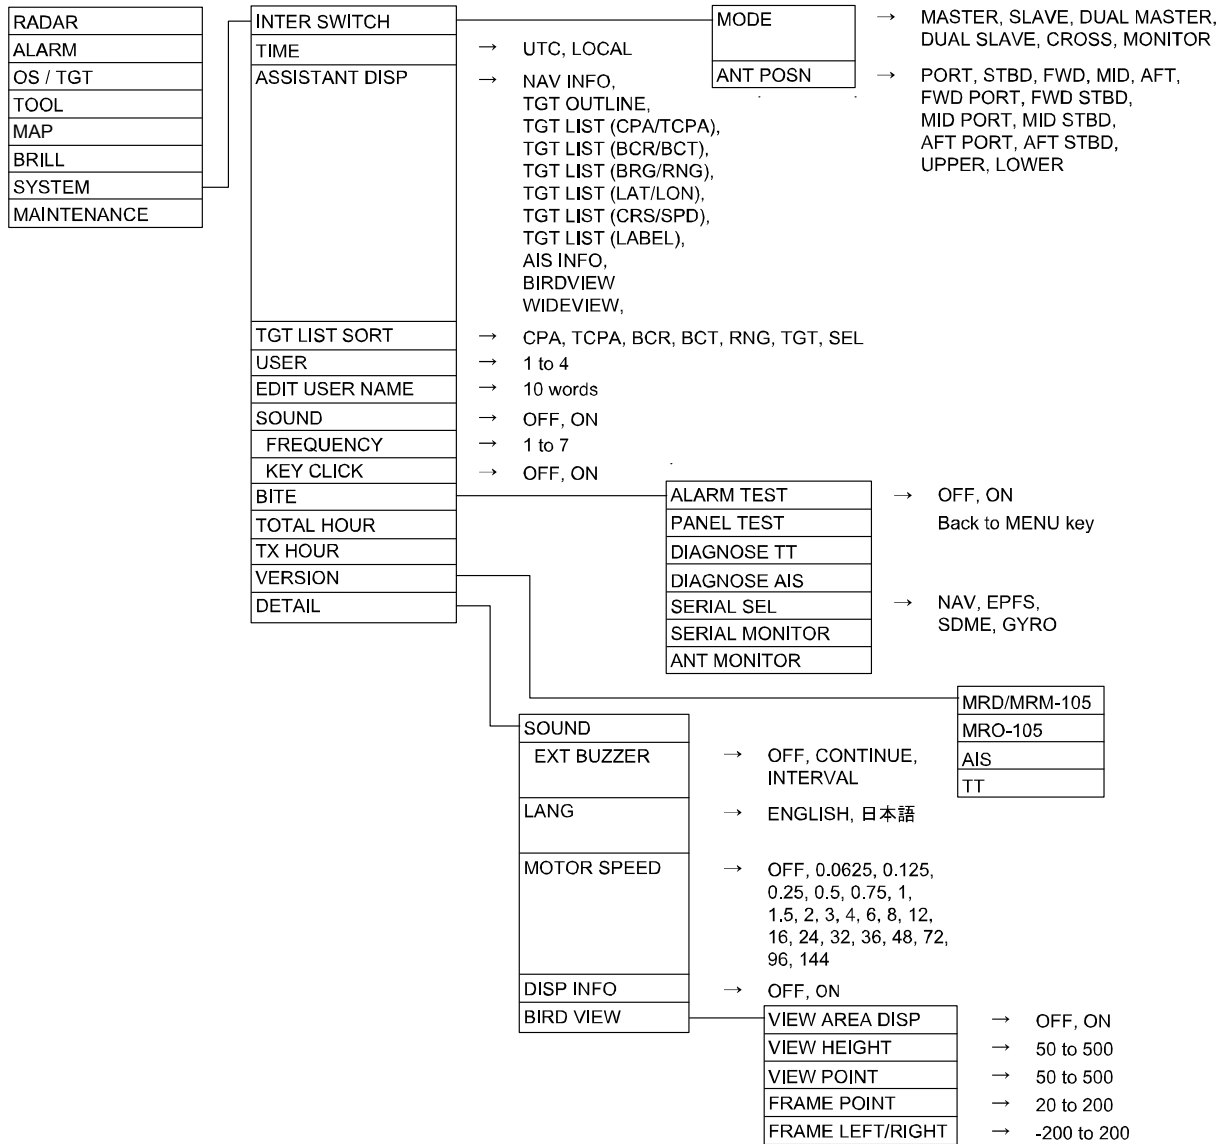 RADAR
ALARM
OS / TGT
TOOL
MAP
BRILL
SYSTEM
MAINTENANCE
INTER SWITCH
TIME → UTC, LOCAL
ASSISTANT DISP → NAV INFO,
TGT OUTLINE,
TGT LIST (CPA/TCPA),
TGT LIST (BCR/BCT),
TGT LIST (BRG/RNG),
TGT LIST (LAT/LON),
TGT LIST (CRS/SPD),
TGT LIST (LABEL),
AIS INFO,
BIRDVIEW
WIDEVIEW,
TGT LIST SORT → CPA, TCPA, BCR, BCT, RNG, TGT, SEL
USER → 1 to 4
EDIT USER NAME → 10 words
SOUND → OFF, ON
FREQUENCY → 1 to 7
KEY CLICK → OFF, ON
BITE
TOTAL HOUR
TX HOUR
VERSION
DETAIL
MODE → MASTER, SLAVE, DUAL MASTER,
DUAL SLAVE, CROSS, MONITOR
ANT POSN → PORT, STBD, FWD, MID, AFT,
FWD PORT, FWD STBD,
MID PORT, MID STBD,
AFT PORT, AFT STBD,
UPPER, LOWER
ALARM TEST → OFF, ON
PANEL TEST Back to MENU key
DIAGNOSE TT
DIAGNOSE AIS
SERIAL SEL → NAV, EPFS,
SDME, GYRO
SERIAL MONITOR
ANT MONITOR
MRD/MRM-105
MRO-105
AIS
TT
SOUND
EXT BUZZER → OFF, CONTINUE,
INTERVAL
LANG → ENGLISH, 日本語
MOTOR SPEED → OFF, 0.0625, 0.125,
0.25, 0.5, 0.75, 1,
1.5, 2, 3, 4, 6, 8, 12,
16, 24, 32, 36, 48, 72,
96, 144
DISP INFO → OFF, ON
BIRD VIEW
VIEW AREA DISP → OFF, ON
VIEW HEIGHT → 50 to 500
VIEW POINT → 50 to 500
FRAME POINT → 20 to 200
FRAME LEFT/RIGHT → -200 to 200